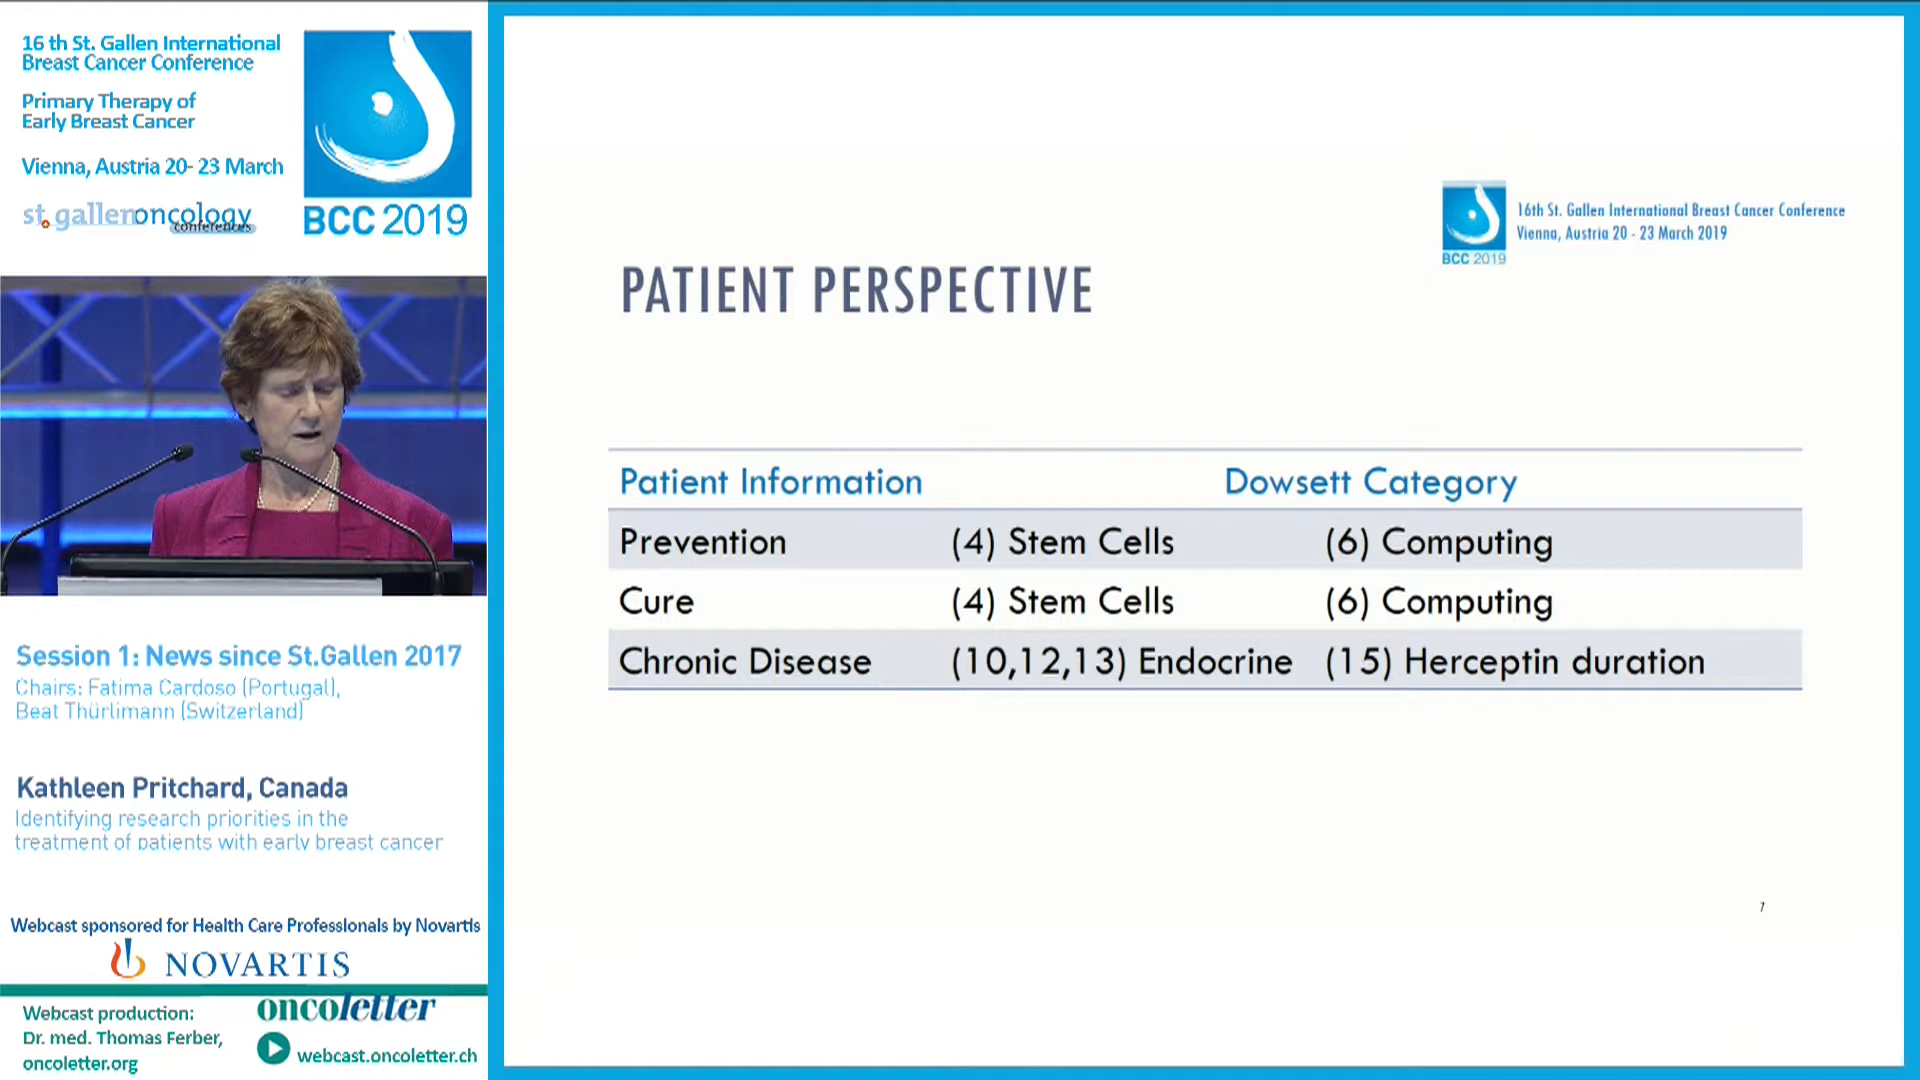 16 th St. Gallen International
Breast Cancer Conference
Primary Therapy of
Early Breast Cancer
Vienna, Austria 20- 23 March
st.gallenoncology
conferences
BCC 2019
Session 1: News since St.Gallen 2017
Chairs: Fatima Cardoso (Portugal),
Beat Thürlimann (Switzerland)
Kathleen Pritchard, Canada
Identifying research priorities in the
treatment of patients with early breast cancer
Webcast sponsored for Health Care Professionals by Novartis
NOVARTIS
Webcast production:
Dr. med. Thomas Ferber,
oncoletter.org
oncoletter
webcast.oncoletter.ch
BCC 2019
16th St. Gallen International Breast Cancer Conference
Vienna, Austria 20 - 23 March 2019
PATIENT PERSPECTIVE
Patient Information Dowsett Category
Prevention (4) Stem Cells (6) Computing
Cure (4) Stem Cells (6) Computing
Chronic Disease (10,12,13) Endocrine (15) Herceptin duration
7